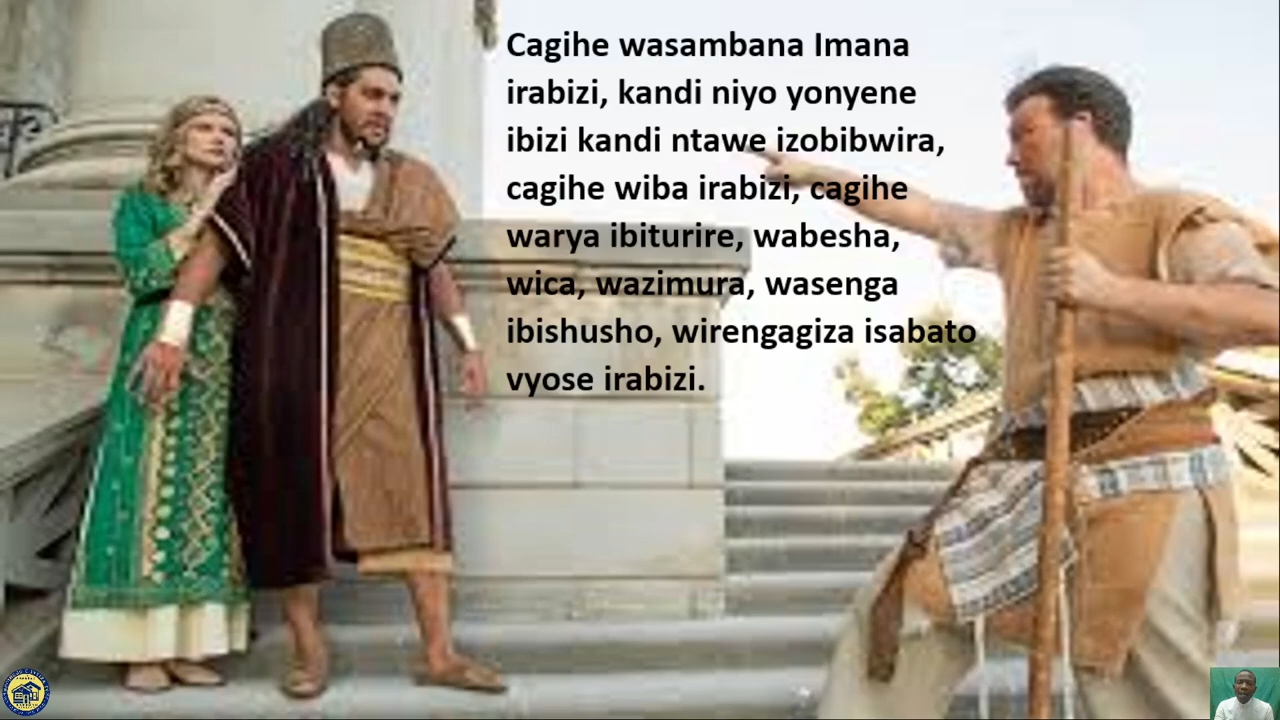 Cagihe wasambana Imana
irabizi, kandi niyo yonyene
ibizi kandi ntawe izobibwira,
cagihe wiba irabizi, cagihe
warya ibiturire, wabesha,
wica, wazimura, wasenga
ibishusho, wirengagiza isabato
vyose irabizi.